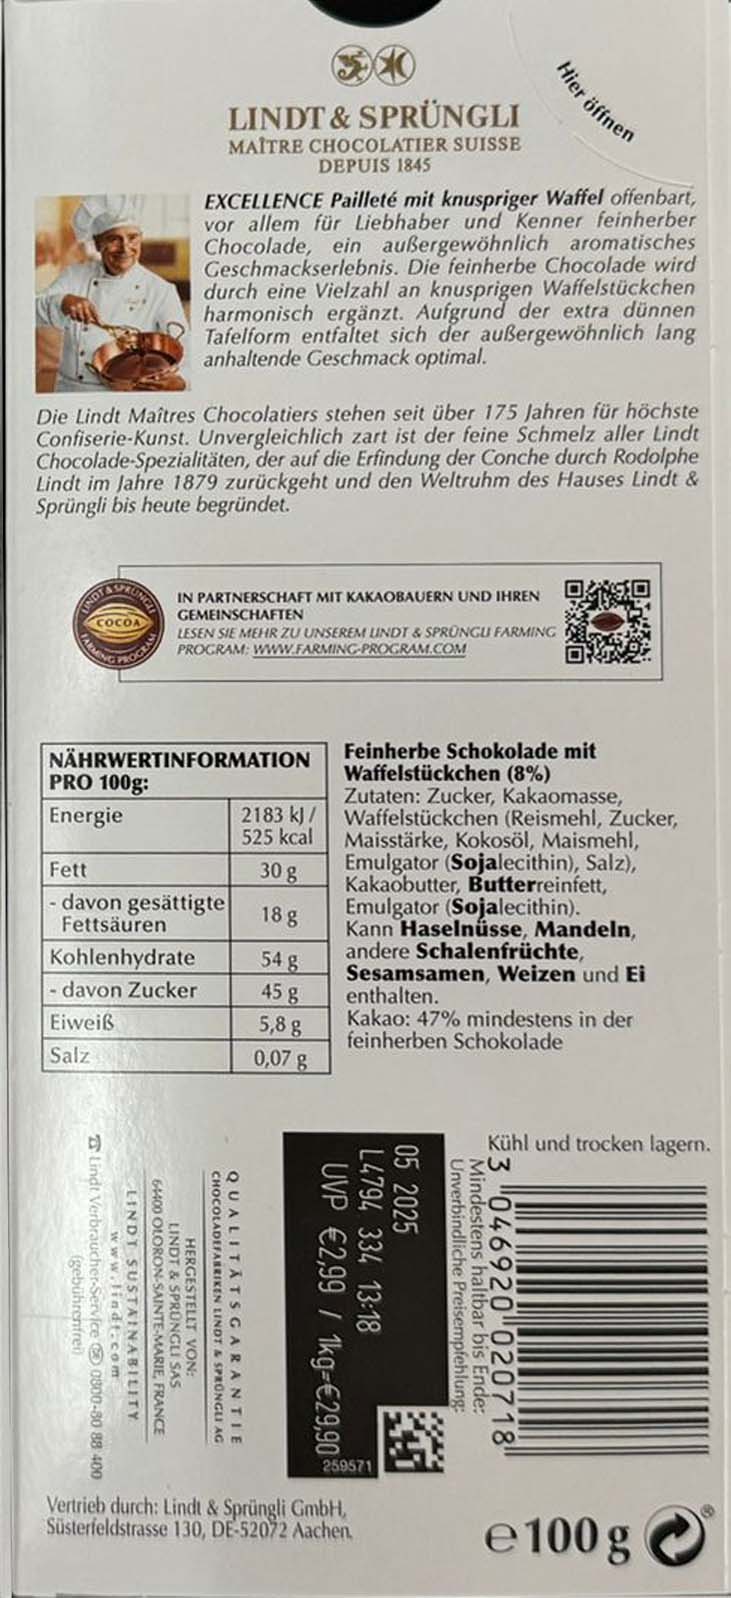 Hier öffnen
LINDT & SPRÜNGLI
MAÎTRE CHOCOLATIER SUISSE
DEPUIS 1845
EXCELLENCE Pailleté mit knuspriger Waffel offenbart,
vor allem für Liebhaber und Kenner feinherber
Chocolade, ein außergewöhnlich aromatisches
Geschmackserlebnis. Die feinherbe Chocolade wird
durch eine Vielzahl an knusprigen Waffelstückchen
harmonisch ergänzt. Aufgrund der extra dünnen
Tafelform entfaltet sich der außergewöhnlich lang
anhaltende Geschmack optimal.
Die Lindt Maîtres Chocolatiers stehen seit über 175 Jahren für höchste
Confiserie-Kunst. Unvergleichlich zart ist der feine Schmelz aller Lindt
Chocolade-Spezialitäten, der auf die Erfindung der Conche durch Rodolphe
Lindt im Jahre 1879 zurückgeht und den Weltruhm des Hauses Lindt &
Sprüngli bis heute begründet.
LINDT & SPRÜNGLI
COCOA
FARMING PROGRAM
IN PARTNERSCHAFT MIT KAKAOBAUERN UND IHREN
GEMEINSCHAFTEN
LESEN SIE MEHR ZU UNSEREM LINDT & SPRÜNGLI FARMING
PROGRAM: WWW.FARMING-PROGRAM.COM
NÄHRWERTINFORMATION
PRO 100g:
Energie 2183 kJ /
525 kcal
Fett 30 g
- davon gesättigte
Fettsäuren 18 g
Kohlenhydrate 54 g
- davon Zucker 45 g
Eiweiß 5,8 g
Salz 0,07 g
Feinherbe Schokolade mit
Waffelstückchen (8%)
Zutaten: Zucker, Kakaomasse,
Waffelstückchen (Reismehl, Zucker,
Maisstärke, Kokosöl, Maismehl,
Emulgator (Sojalecithin), Salz),
Kakaobutter, Butterreinfett,
Emulgator (Sojalecithin).
Kann Haselnüsse, Mandeln,
andere Schalenfrüchte,
Sesamsamen, Weizen und Ei
enthalten.
Kakao: 47% mindestens in der
feinherben Schokolade
Kühl und trocken lagern.
3 046920 020718
Mindestens haltbar bis Ende:
Unverbindliche Preisempfehlung:
05 2025
L4794 334 13:18
UVP €2,99 / 1kg=€29,90
259571
QUALITÄTSGARANTIE
CHOCOLADEFABRIKEN LINDT & SPRÜNGLI AG
HERGESTELLT VON:
LINDT & SPRÜNGLI SAS
64400 OLORON-SAINTE-MARIE, FRANCE
LINDT SUSTAINABILITY
www.lindt.com
Lindt Verbraucher-Service DE 0800-80 88 400
(gebührenfrei)
Vertrieb durch: Lindt & Sprüngli GmbH,
Süsterfeldstrasse 130, DE-52072 Aachen.
e 100 g
®